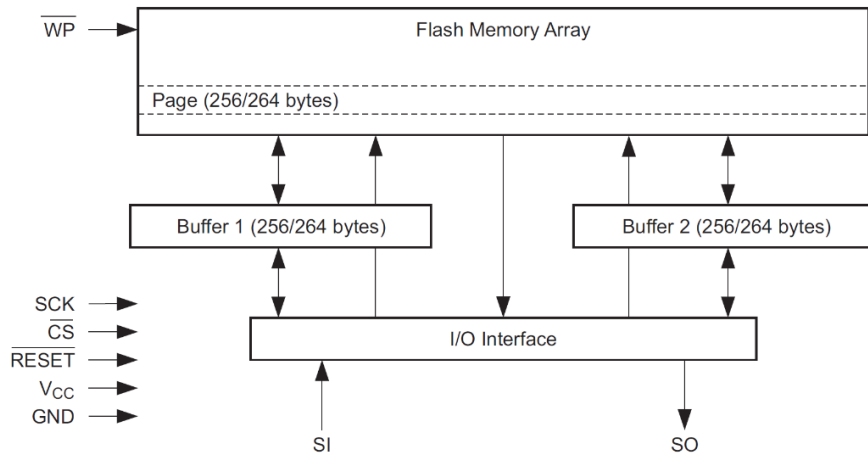 WP
Flash Memory Array
Page (256/264 bytes)
Buffer 1 (256/264 bytes)
Buffer 2 (256/264 bytes)
SCK
CS
RESET
VCC
GND
I/O Interface
SI
SO